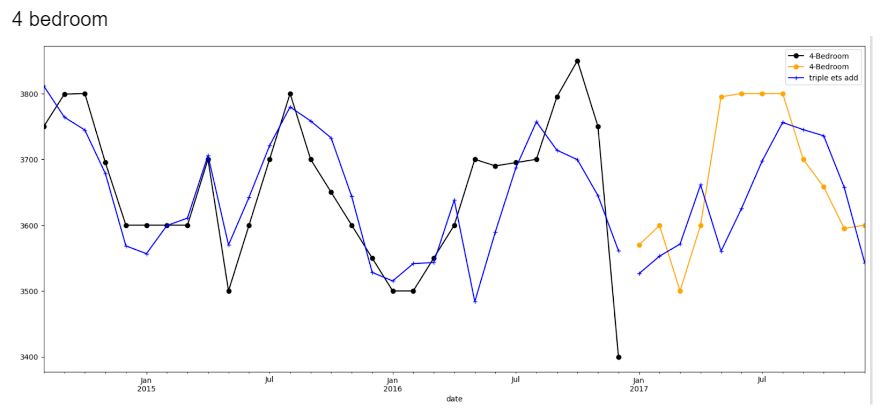 4 bedroom
4-Bedroom
4-Bedroom
triple ets add
3800
3700
3600
3500
3400
Jan
2015
Jul
Jan
2016
Jul
Jan
2017
Jul
date